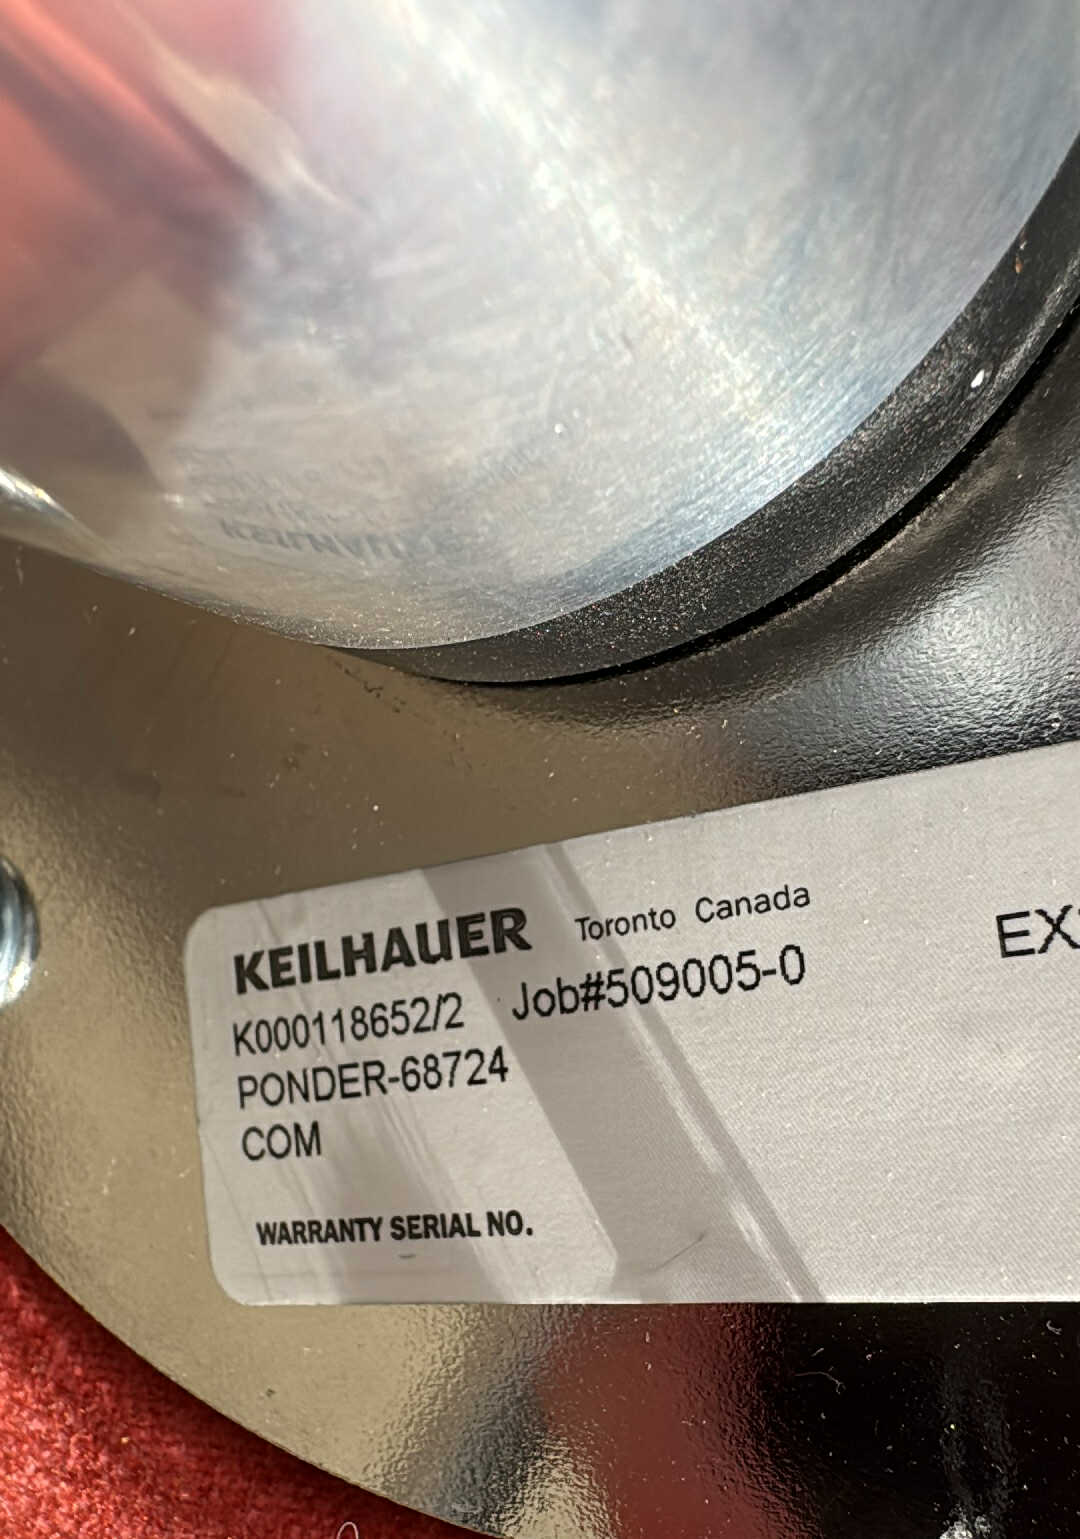 KEILHAUER Toronto Canada
K000118652/2 Job#509005-0
PONDER-68724
COM
WARRANTY SERIAL NO.